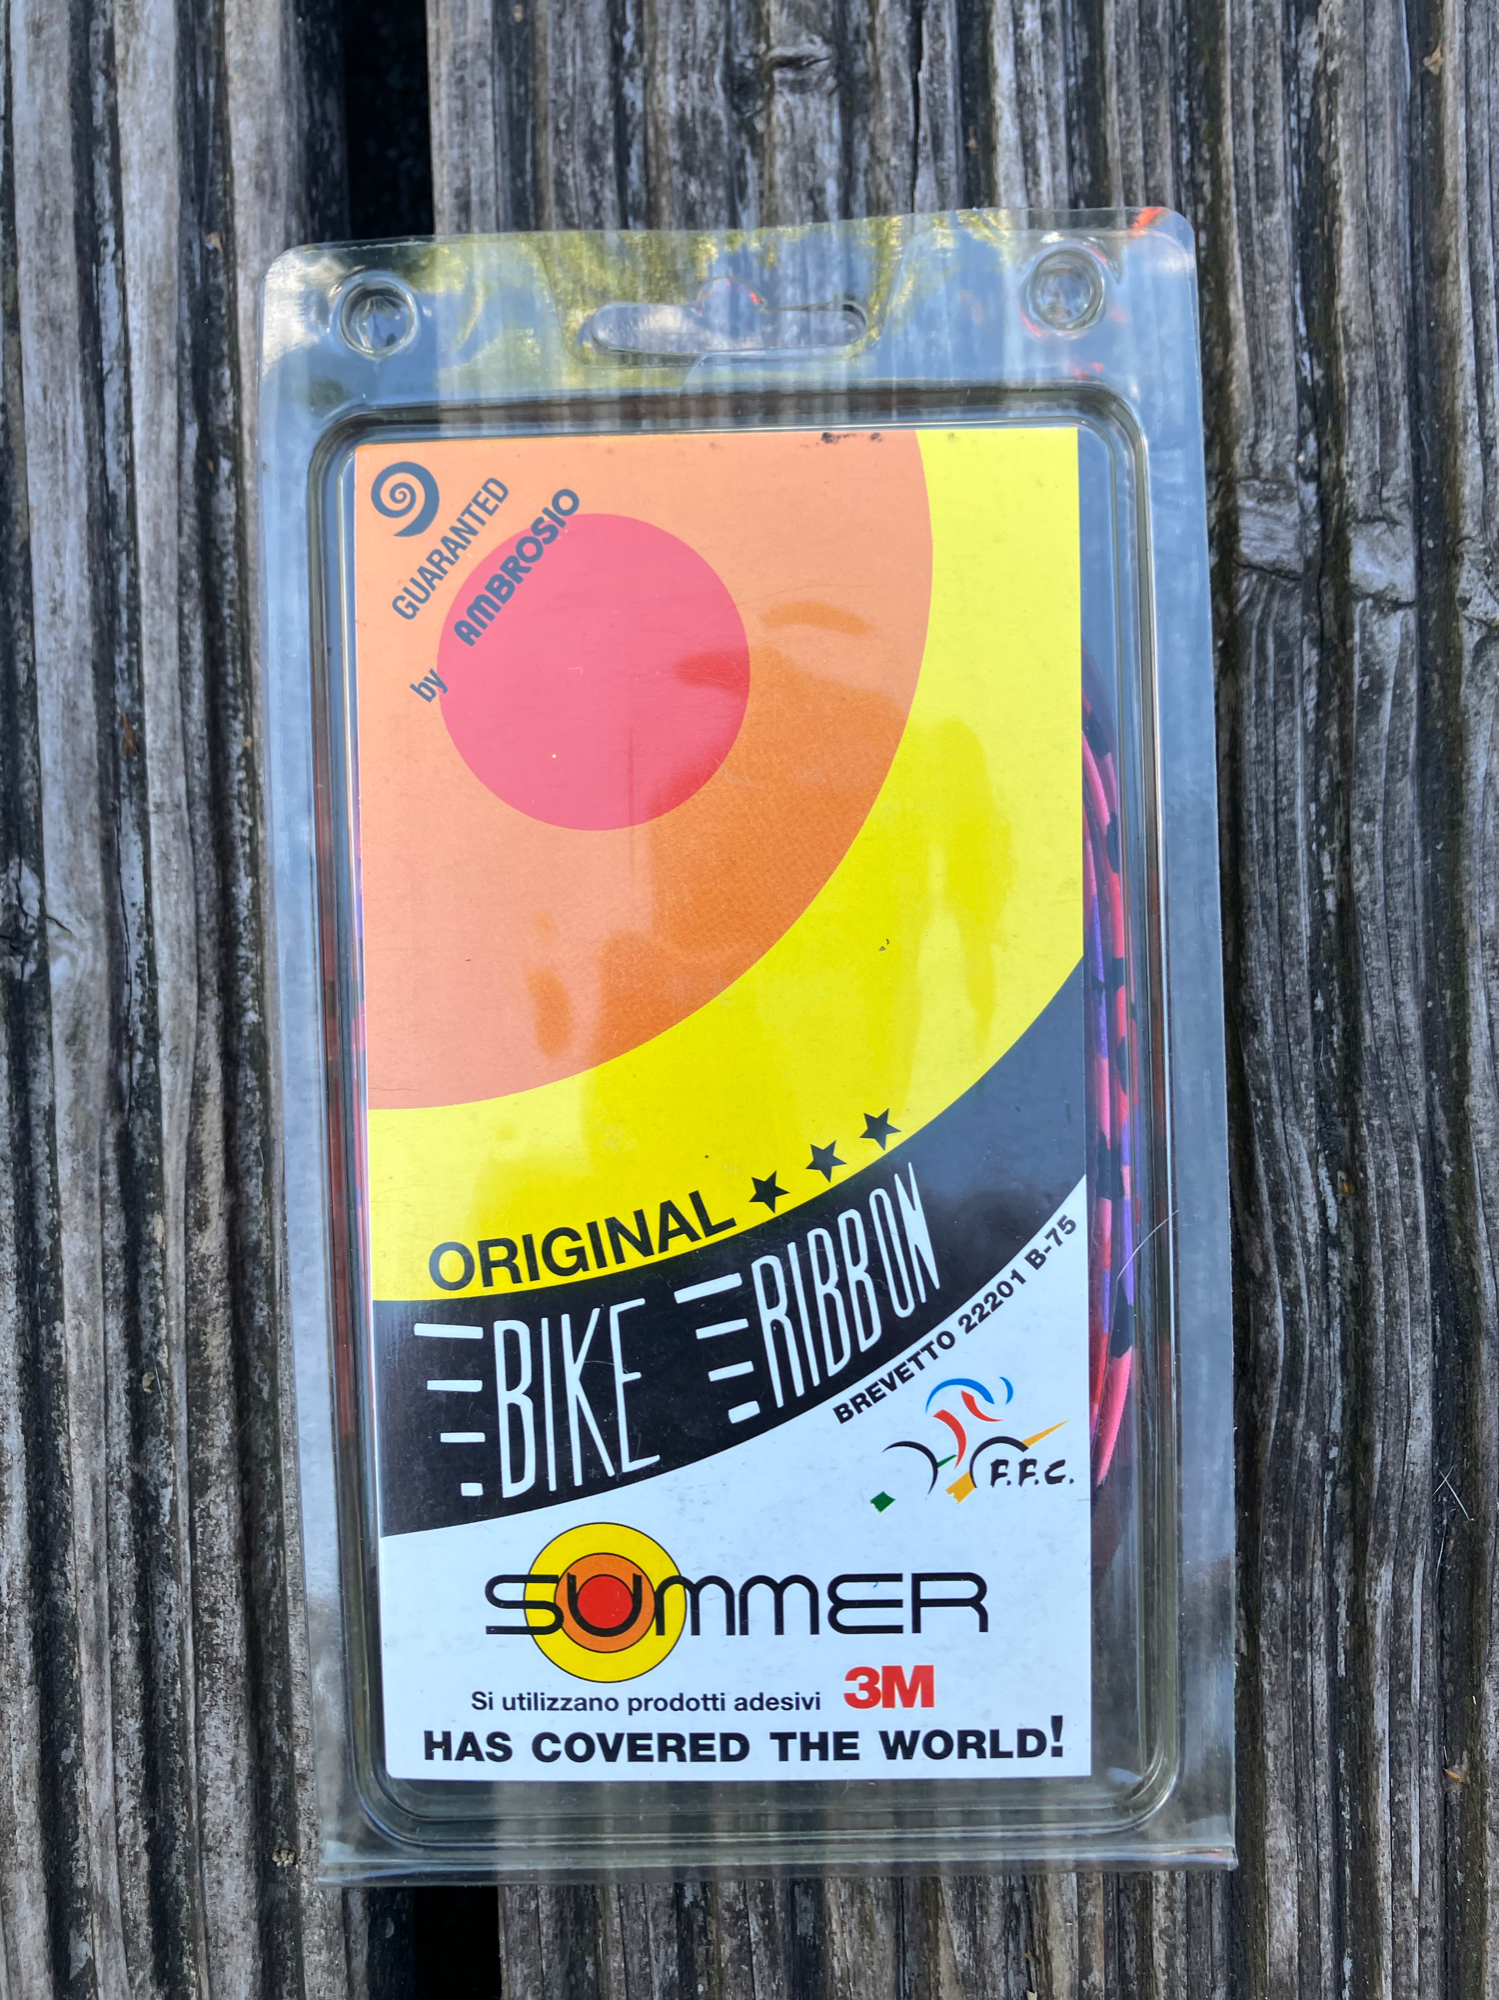 GUARANTED
by AMBROSIO
ORIGINAL
BIKE RIBBON
BREVETTO 22201 B-75
F.F.C.
SUMMER
Si utilizzano prodotti adesivi 3M
HAS COVERED THE WORLD!